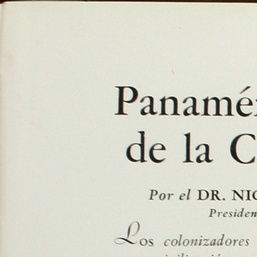 Panamé
de la C
Por el DR. NIC
Presiden
Los colonizadores